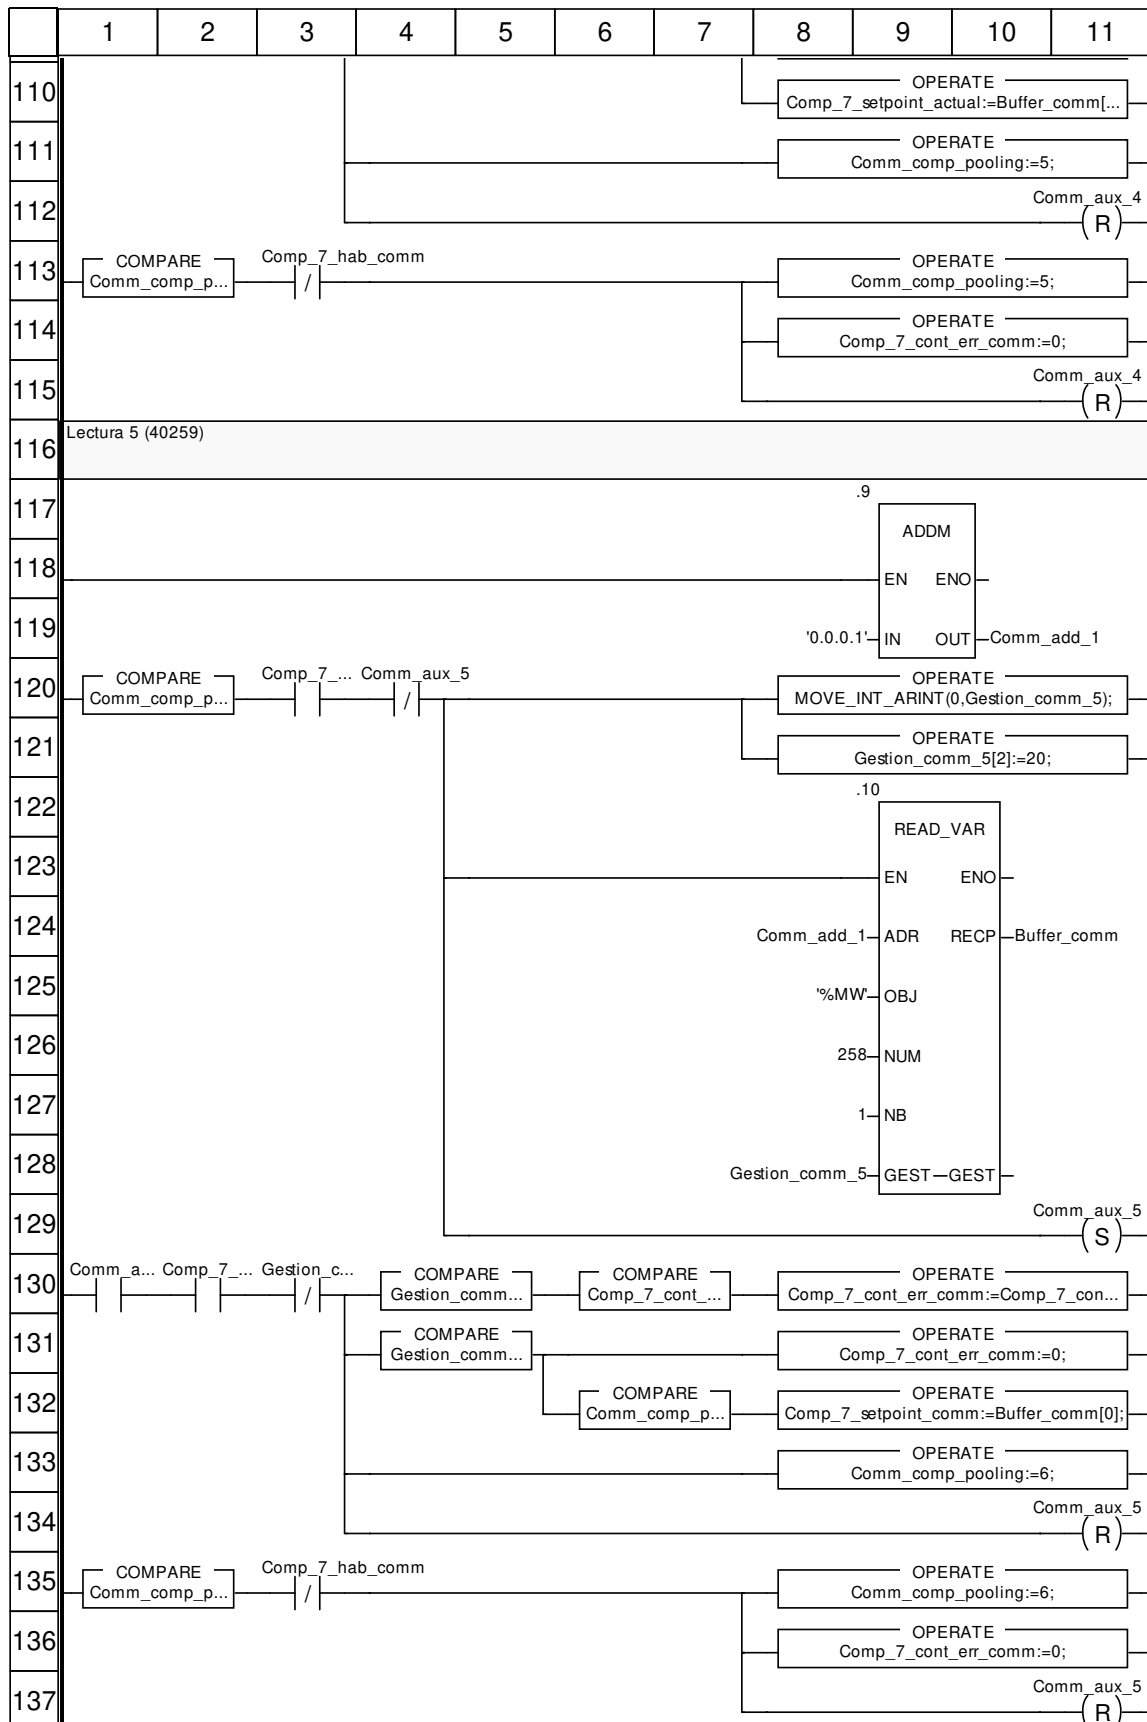 1 2 3 4 5 6 7 8 9 10 11
110
OPERATE
Comp_7_setpoint_actual:=Buffer_comm[...
111
OPERATE
Comm_comp_pooling:=5;
112
Comm_aux_4
R
113
COMPARE
Comm_comp_p...
Comp_7_hab_comm
/
OPERATE
Comm_comp_pooling:=5;
114
OPERATE
Comp_7_cont_err_comm:=0;
115
Comm_aux_4
R
116
Lectura 5 (40259)
117
.9
ADDM
118
EN ENO
119
'0.0.0.1' IN OUT Comm_add_1
120
COMPARE
Comm_comp_p...
Comp_7_...
Comm_aux_5
/
OPERATE
MOVE_INT_ARINT(0,Gestion_comm_5);
121
OPERATE
Gestion_comm_5[2]:=20;
122
.10
READ_VAR
123
EN ENO
124
Comm_add_1 ADR RECP Buffer_comm
125
'%MW' OBJ
126
258 NUM
127
1 NB
128
Gestion_comm_5 GEST GEST
129
Comm_aux_5
S
130
Comm_a...
Comp_7_...
Gestion_c...
/
COMPARE
Gestion_comm...
COMPARE
Comp_7_cont_...
OPERATE
Comp_7_cont_err_comm:=Comp_7_con...
131
COMPARE
Gestion_comm...
OPERATE
Comp_7_cont_err_comm:=0;
132
COMPARE
Comm_comp_p...
OPERATE
Comp_7_setpoint_comm:=Buffer_comm[0];
133
OPERATE
Comm_comp_pooling:=6;
134
Comm_aux_5
R
135
COMPARE
Comm_comp_p...
Comp_7_hab_comm
/
OPERATE
Comm_comp_pooling:=6;
136
OPERATE
Comp_7_cont_err_comm:=0;
137
Comm_aux_5
R